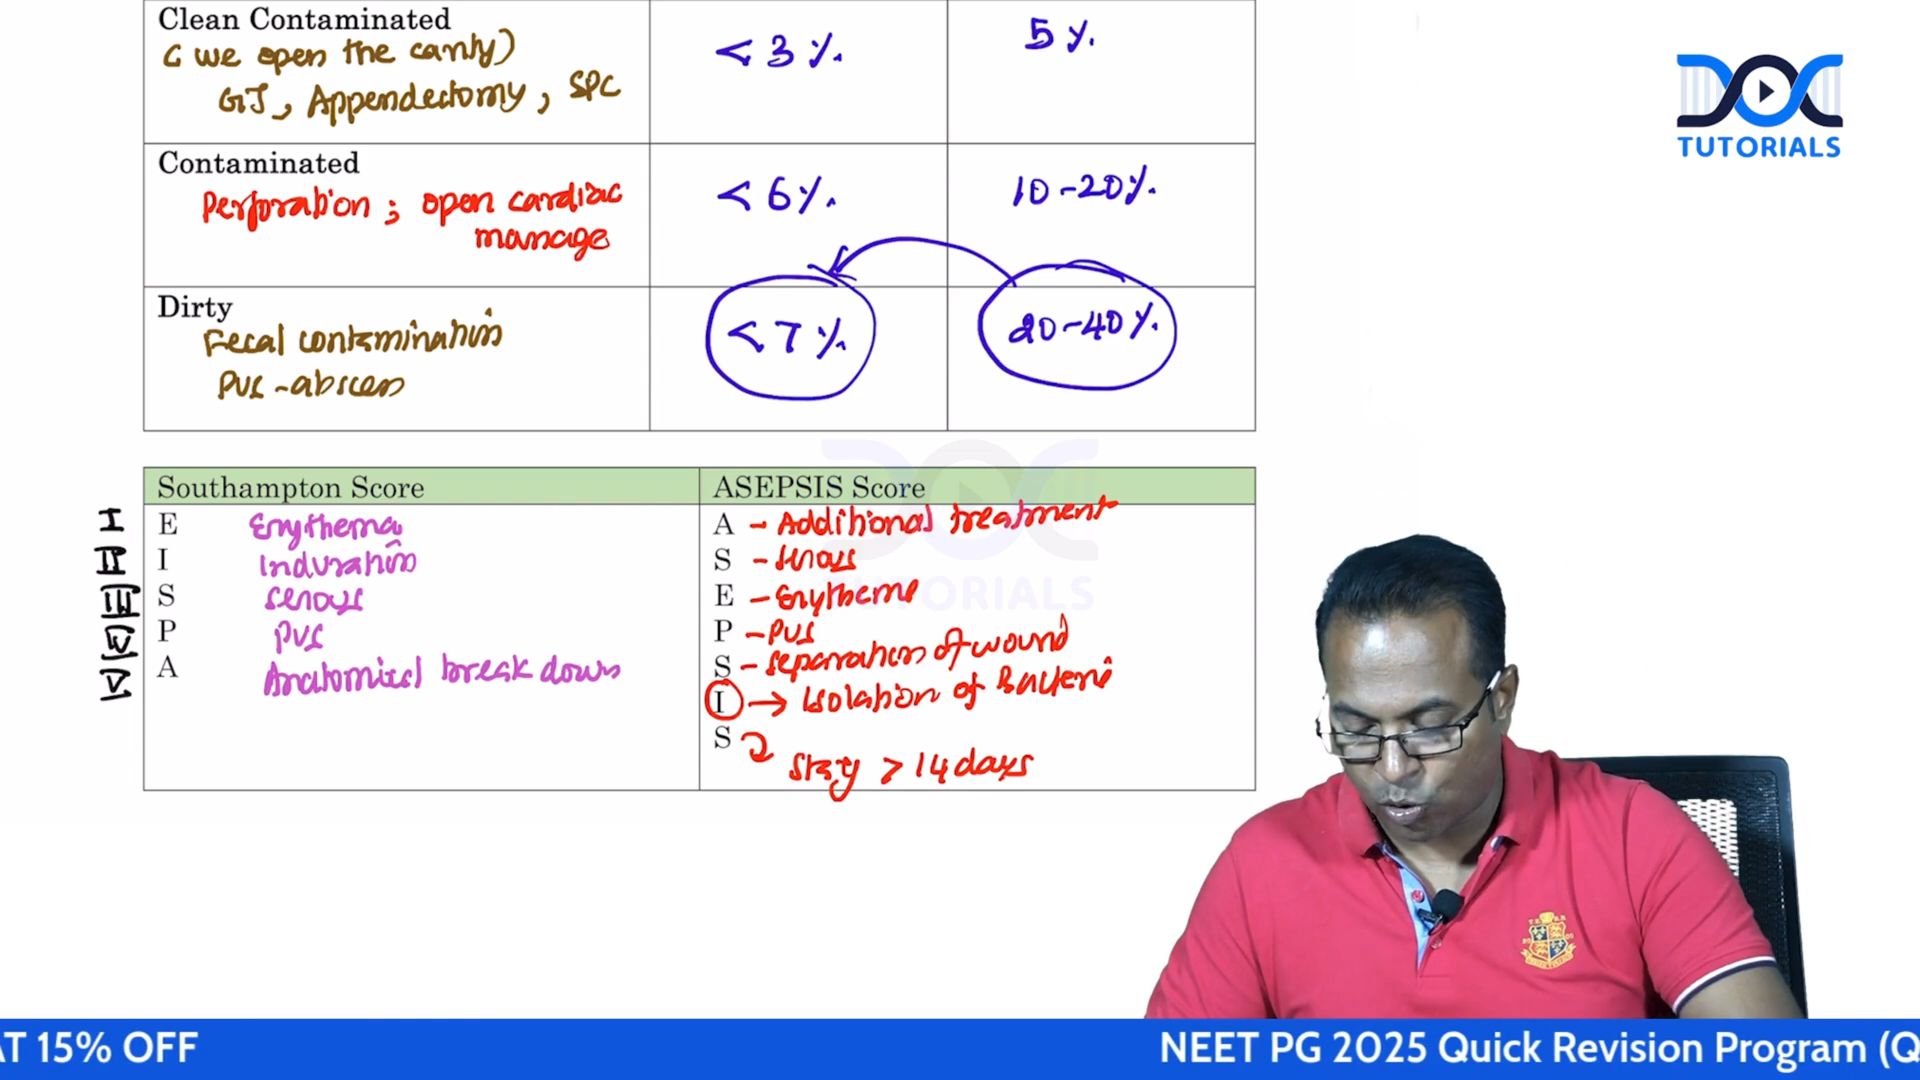 Clean Contaminated
< 3 %.
5 %.
( we open the cavity)
GJ, Appendectomy, SPC
DOC
TUTORIALS
Contaminated
< 6 %.
10-20%.
Perforation ; open cardiac
manage
Dirty
< 7 %.
20-40%.
Fecal contamination
Pus -abscess
Southampton Score
ASEPSIS Score
I
E Erythema
A - Additional treatment
II
I Induration
S - serous
III
S serous
E - Erythema
IV
P Pus
P - Pus
V
A Anatomical break down
S - separation of wound
I → Isolation of Bacteria
S
stay > 14 days
AT 15% OFF
NEET PG 2025 Quick Revision Program (Q